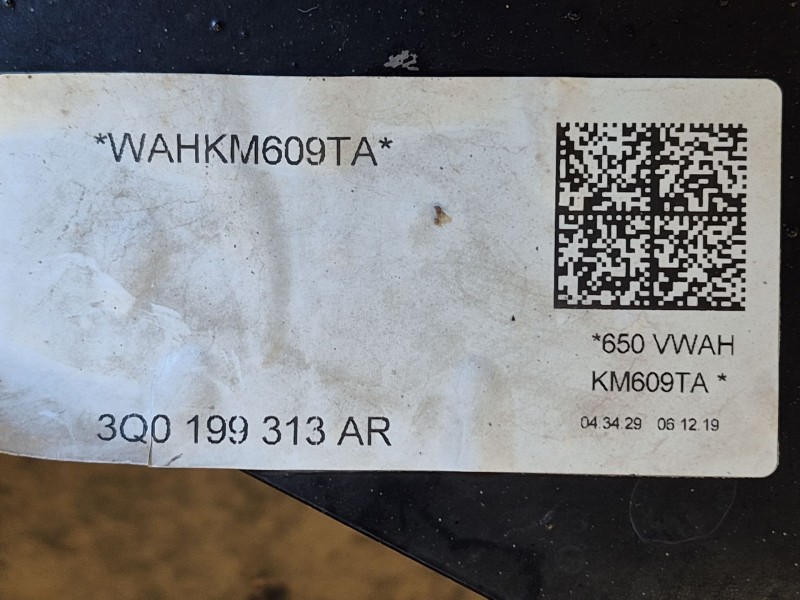 *WAHKM609TA*
*650 VWAH
KM609TA *
3Q0 199 313 AR
04.34.29 06 12.19